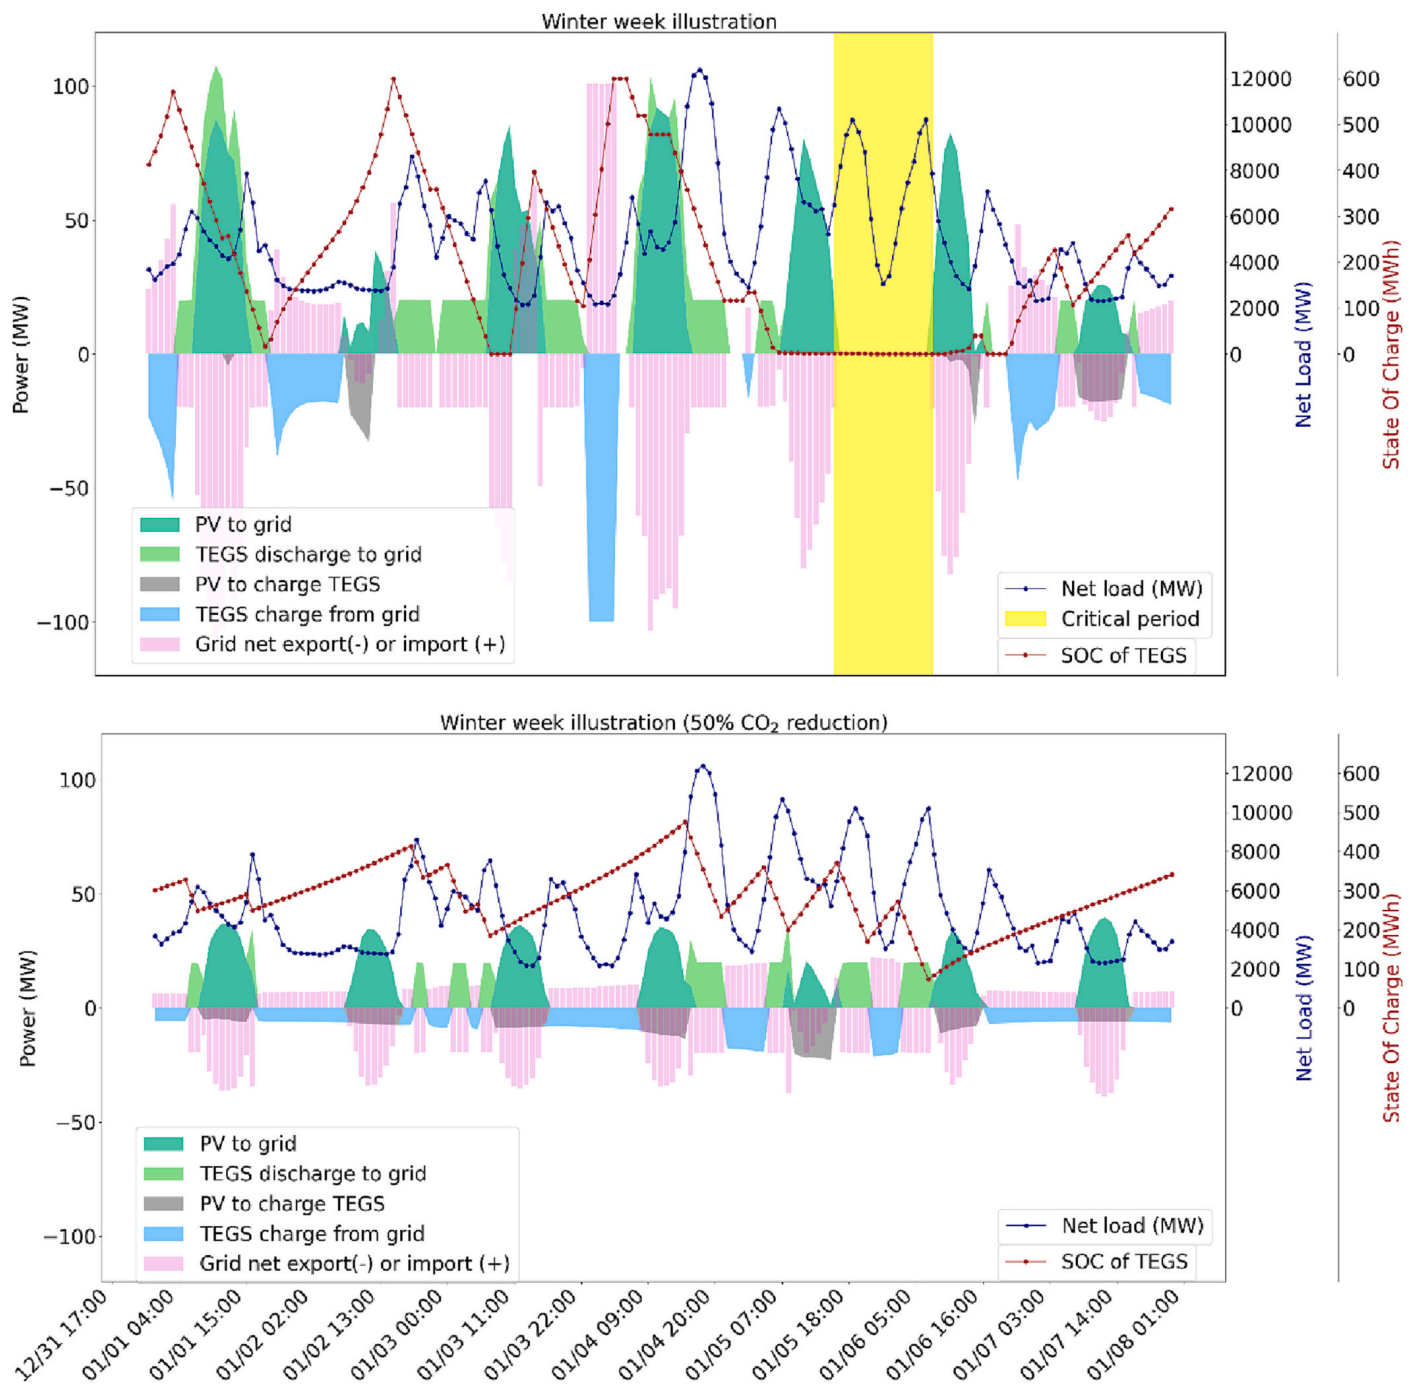 Winter week illustration
100
50
0
−50
−100
Power (MW)
12000
10000
8000
6000
4000
2000
0
Net Load (MW)
600
500
400
300
200
100
0
State Of Charge (MWh)
PV to grid
TEGS discharge to grid
PV to charge TEGS
TEGS charge from grid
Grid net export(-) or import (+)
Net load (MW)
Critical period
SOC of TEGS
Winter week illustration (50% CO₂ reduction)
100
50
0
−50
−100
Power (MW)
12000
10000
8000
6000
4000
2000
0
Net Load (MW)
600
500
400
300
200
100
0
State Of Charge (MWh)
PV to grid
TEGS discharge to grid
PV to charge TEGS
TEGS charge from grid
Grid net export(-) or import (+)
Net load (MW)
SOC of TEGS
12/31 17:00
01/01 04:00
01/01 15:00
01/02 02:00
01/02 13:00
01/03 00:00
01/03 11:00
01/03 22:00
01/04 09:00
01/04 20:00
01/05 07:00
01/05 18:00
01/06 05:00
01/06 16:00
01/07 03:00
01/07 14:00
01/08 01:00